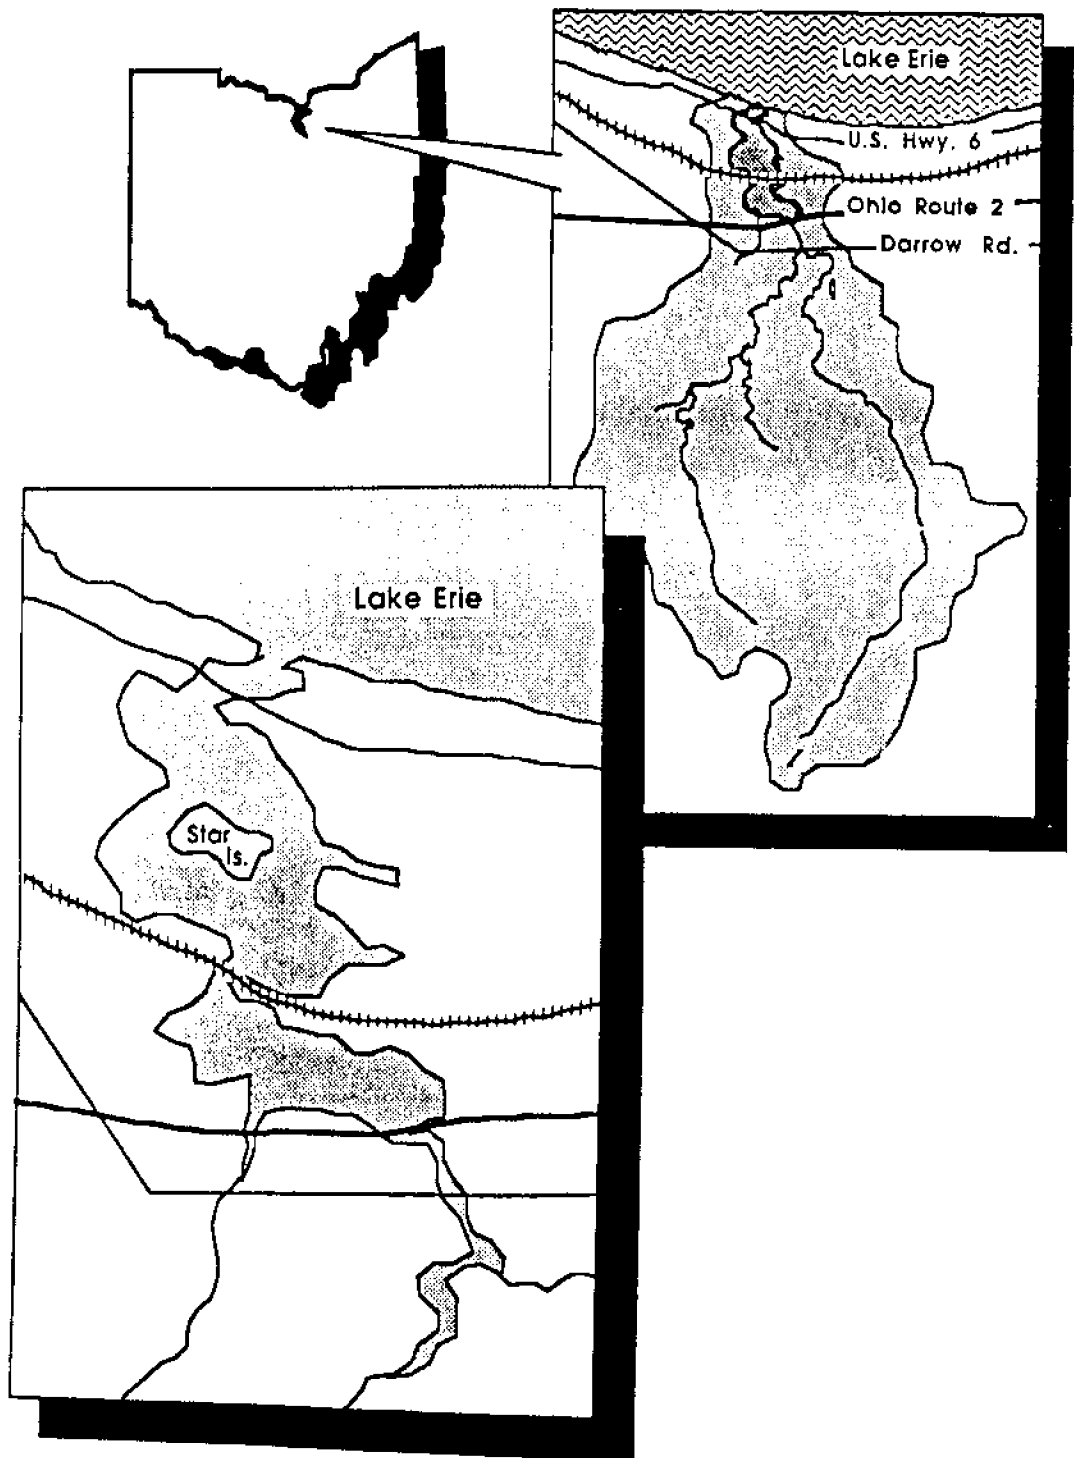 Lake Erie
U.S. Hwy. 6
Ohio Route 2
Darrow Rd.
Lake Erie
Star
Is.